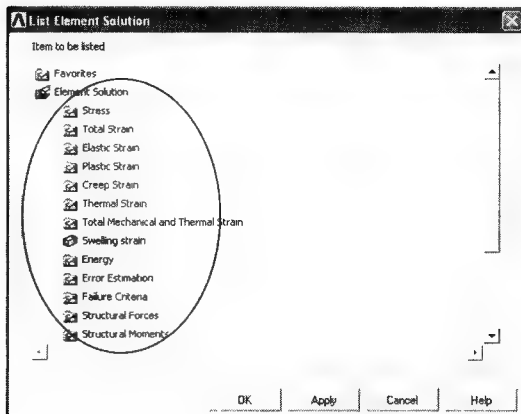 List Element Solution
Item to be listed
Favorites
Element Solution
Stress
Total Strain
Elastic Strain
Plastic Strain
Creep Strain
Thermal Strain
Total Mechanical and Thermal Strain
Swelling strain
Energy
Error Estimation
Failure Criteria
Structural Forces
Structural Moments
OK Apply Cancel Help